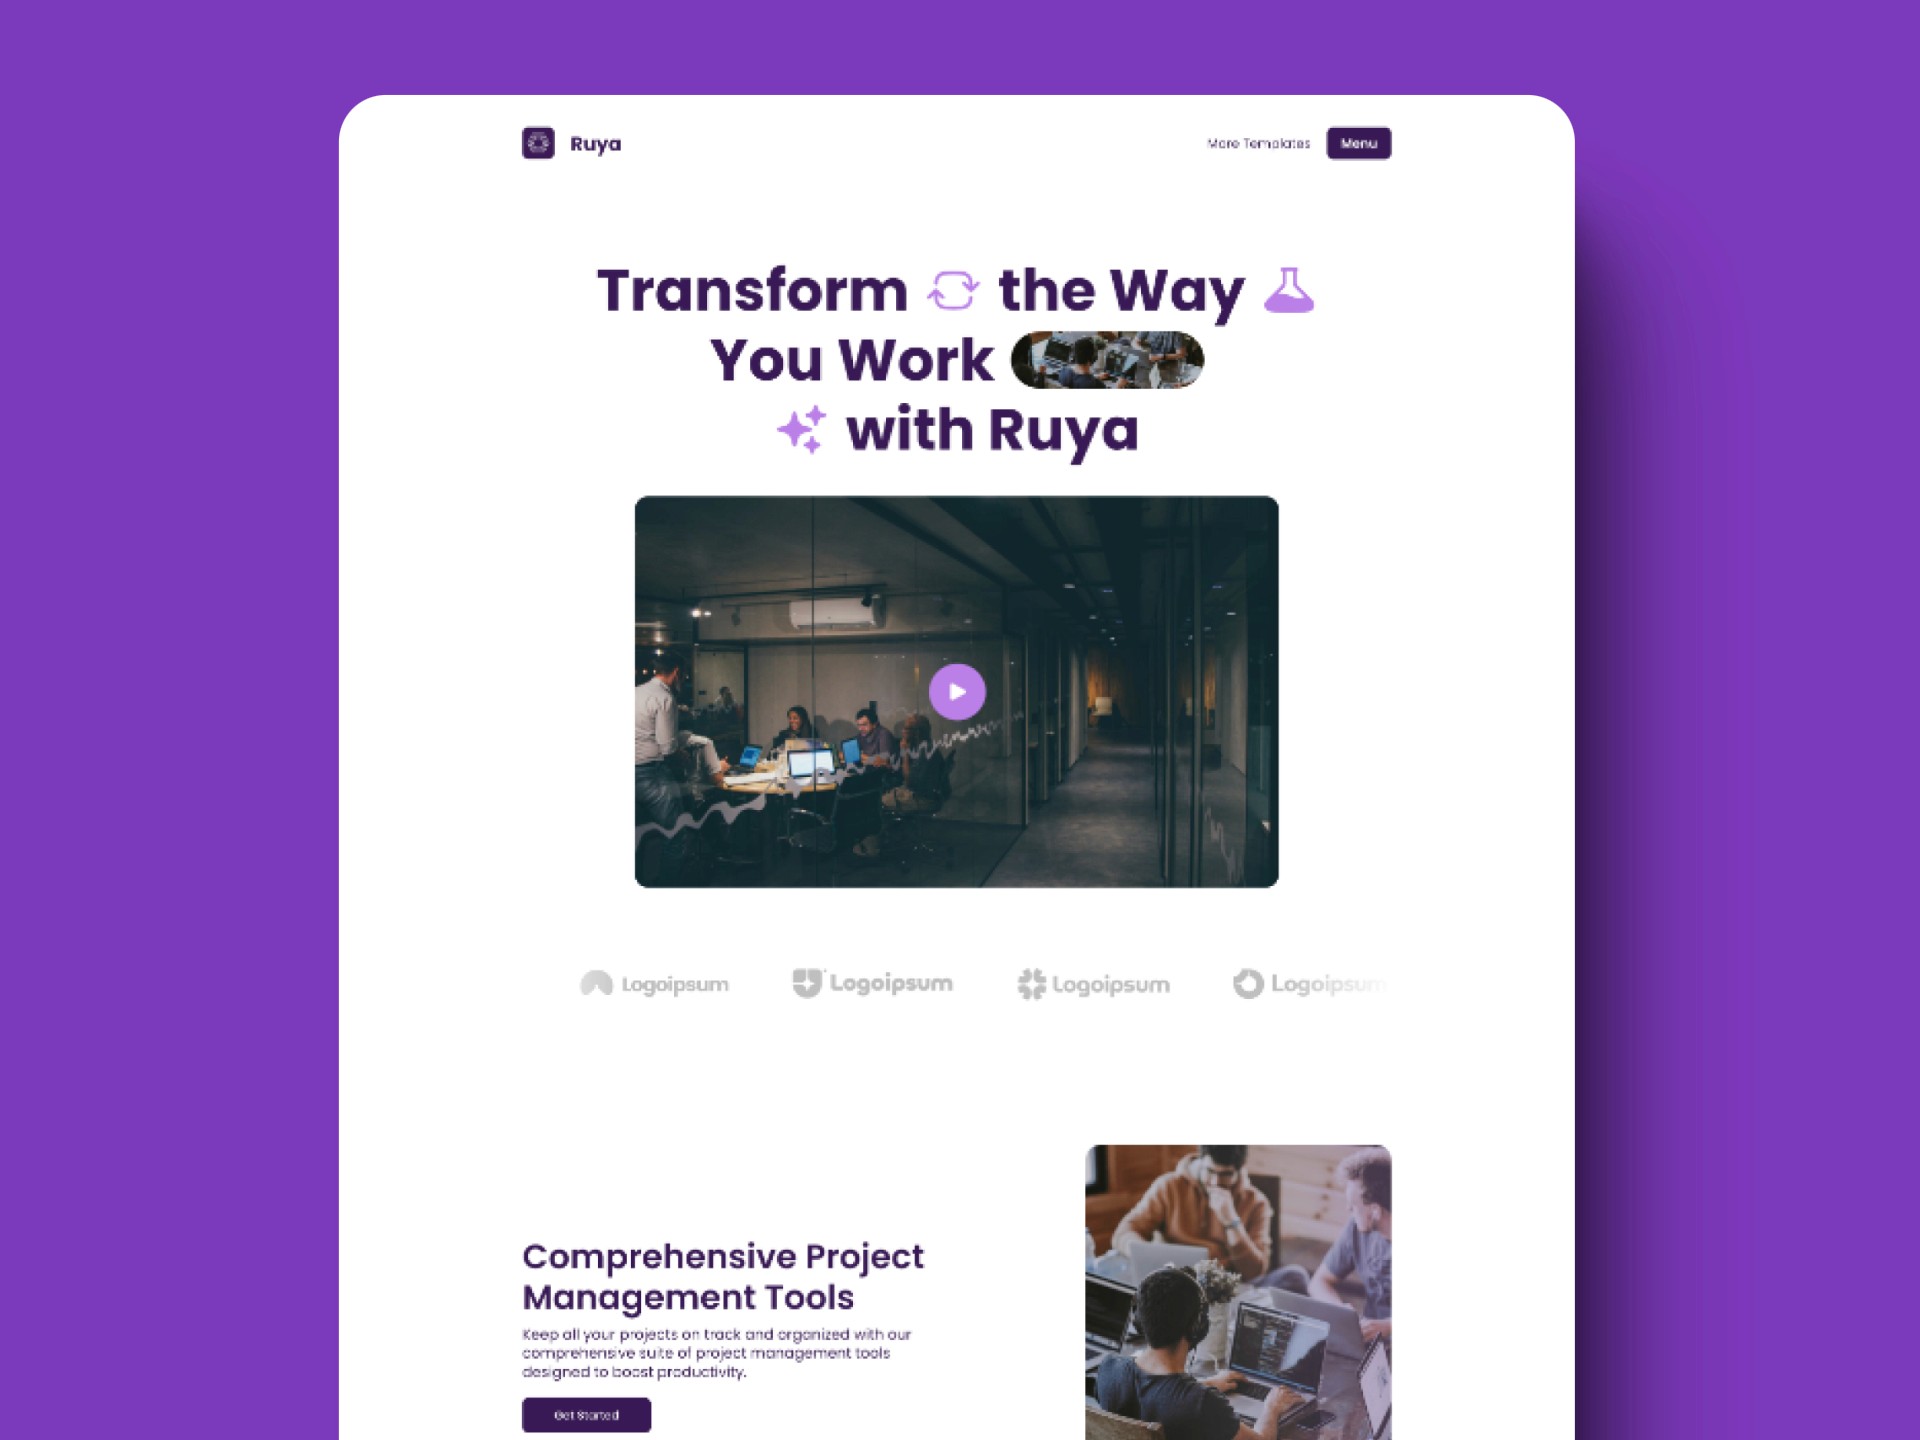 Ruya
More Templates
Menu
Transform the Way
You Work
with Ruya
Logoipsum
Logoipsum
Logoipsum
Logoipsum
Comprehensive Project
Management Tools
Keep all your projects on track and organized with our
comprehensive suite of project management tools
designed to boost productivity.
Get Started